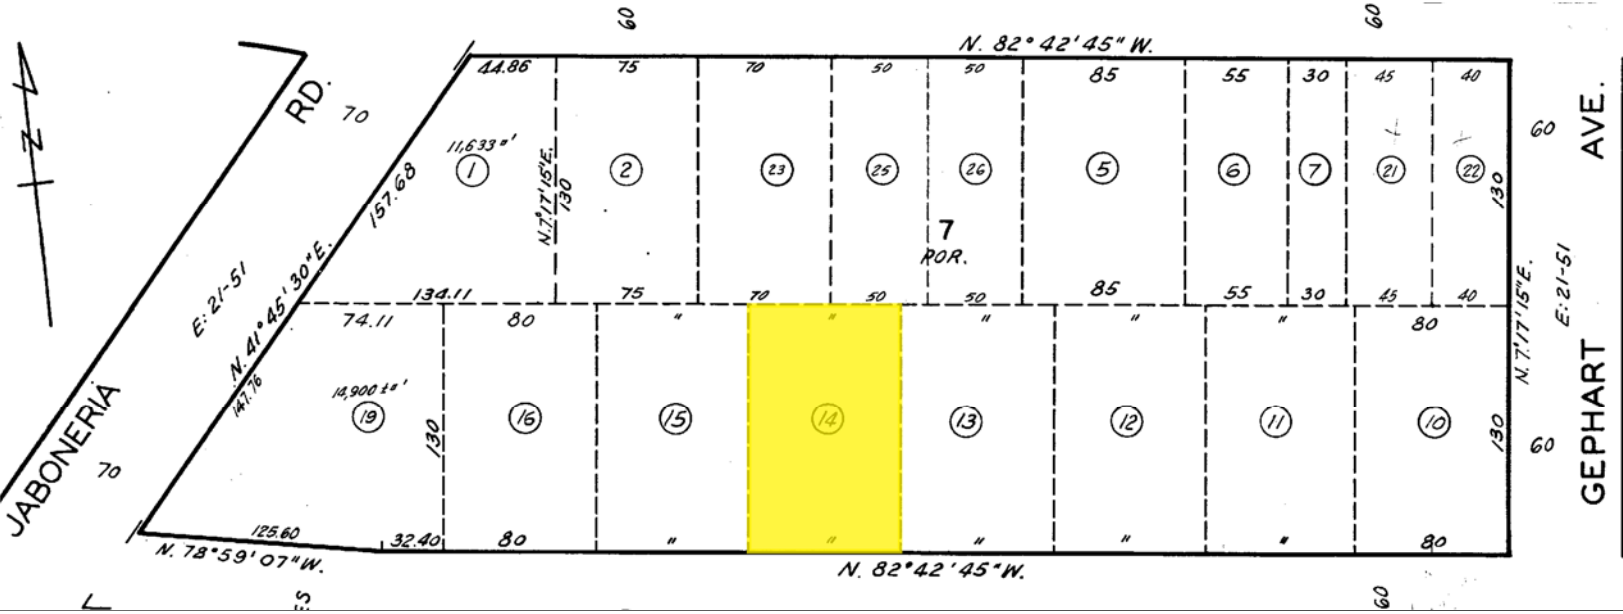 60
60
N. 82° 42' 45" W.
44.86 75 70 50 50 85 55 30 45 40
RD.
70
AVE.
60
11,633 □'
1 2 23 25 26 5 6 7 21 22
157.68
N.7°17'15"E.
130
130
7
POR.
E: 21-51
N. 41° 45' 30" E.
134.11 75 70 50 50 85 55 30 45 40
N.7°17'15"E.
E: 21-51
74.11 80 " " " " " 80
147.76
14,900 ± □'
19 16 15 14 13 12 11 10
130
130
60
JABONERIA
70
GEPHART
125.60 32.40 80 " " " " " 80
N. 78° 59' 07" W.
N. 82° 42' 45" W.
ES
60